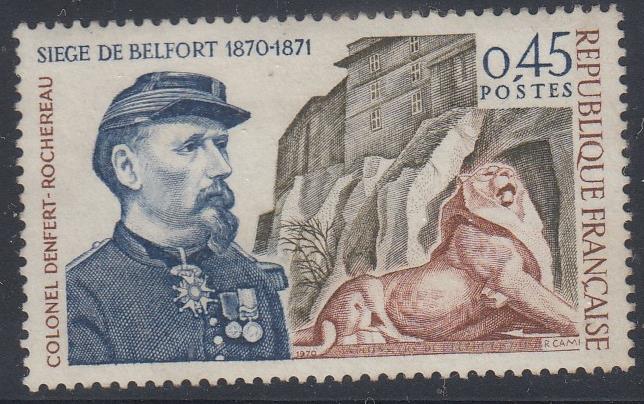 SIEGE DE BELFORT 1870-1871
0,45
POSTES
REPUBLIQUE FRANÇAISE
COLONEL DENFERT-ROCHEREAU
1970
R CAMI